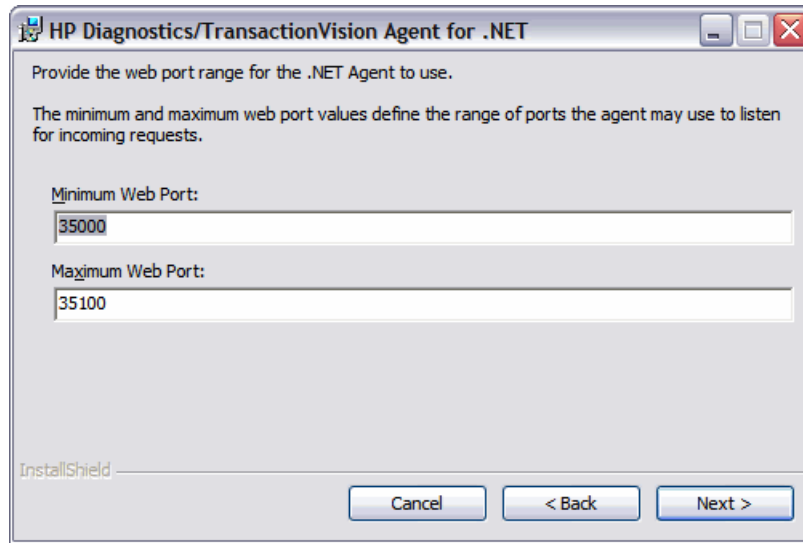 HP Diagnostics/TransactionVision Agent for .NET
Provide the web port range for the .NET Agent to use.
The minimum and maximum web port values define the range of ports the agent may use to listen
for incoming requests.
Minimum Web Port:
35000
Maximum Web Port:
35100
InstallShield
Cancel
< Back
Next >